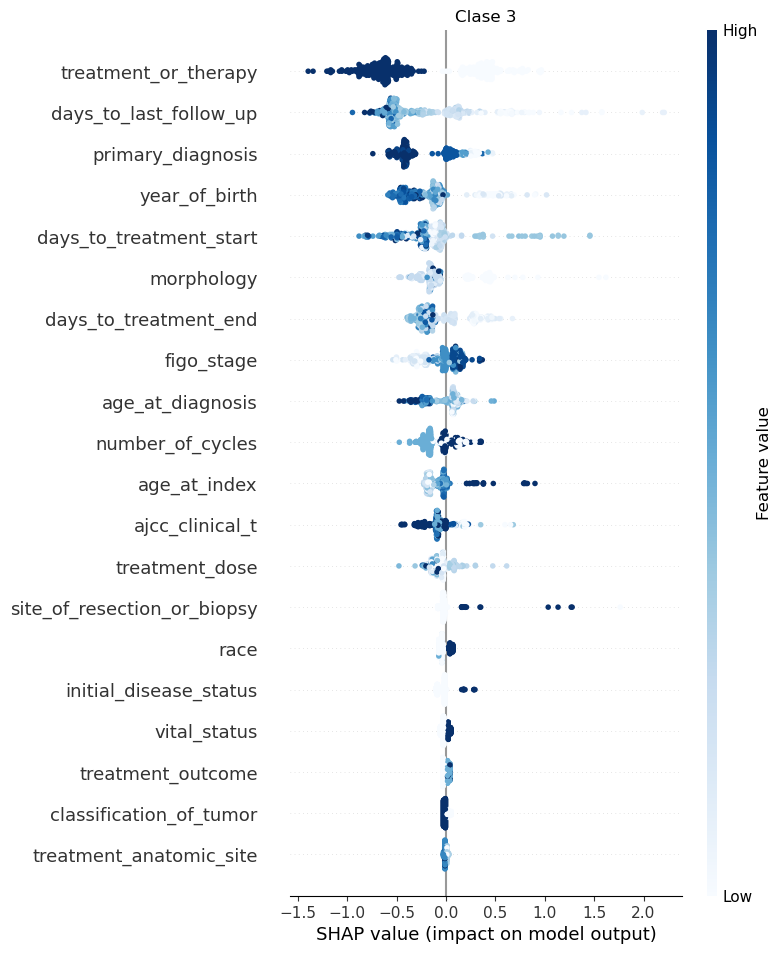 Clase 3
High
treatment_or_therapy
days_to_last_follow_up
primary_diagnosis
year_of_birth
days_to_treatment_start
morphology
days_to_treatment_end
figo_stage
age_at_diagnosis
number_of_cycles
age_at_index
ajcc_clinical_t
treatment_dose
site_of_resection_or_biopsy
race
initial_disease_status
vital_status
treatment_outcome
classification_of_tumor
treatment_anatomic_site
Feature value
Low
−1.5 −1.0 −0.5 0.0 0.5 1.0 1.5 2.0
SHAP value (impact on model output)